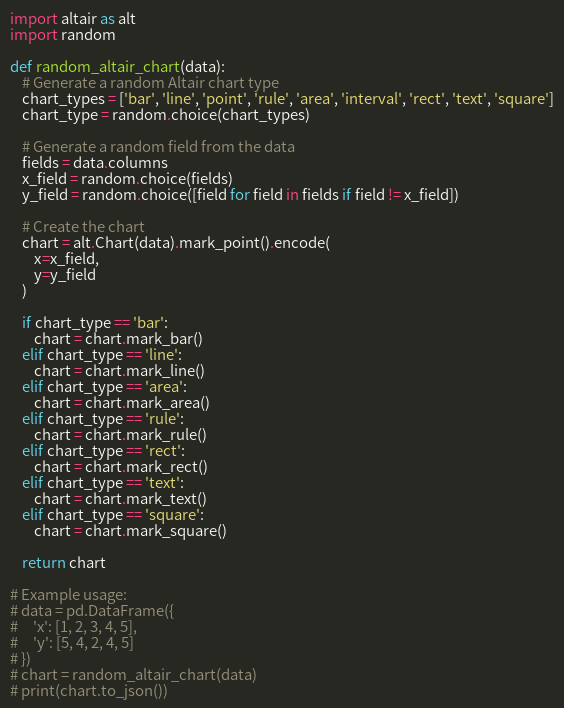 import altair as alt
import random

def random_altair_chart(data):
    # Generate a random Altair chart type
    chart_types = ['bar', 'line', 'point', 'rule', 'area', 'interval', 'rect', 'text', 'square']
    chart_type = random.choice(chart_types)

    # Generate a random field from the data
    fields = data.columns
    x_field = random.choice(fields)
    y_field = random.choice([field for field in fields if field != x_field])

    # Create the chart
    chart = alt.Chart(data).mark_point().encode(
        x=x_field,
        y=y_field
    )

    if chart_type == 'bar':
        chart = chart.mark_bar()
    elif chart_type == 'line':
        chart = chart.mark_line()
    elif chart_type == 'area':
        chart = chart.mark_area()
    elif chart_type == 'rule':
        chart = chart.mark_rule()
    elif chart_type == 'rect':
        chart = chart.mark_rect()
    elif chart_type == 'text':
        chart = chart.mark_text()
    elif chart_type == 'square':
        chart = chart.mark_square()

    return chart

# Example usage:
# data = pd.DataFrame({
#     'x': [1, 2, 3, 4, 5],
#     'y': [5, 4, 2, 4, 5]
# })
# chart = random_altair_chart(data)
# print(chart.to_json())